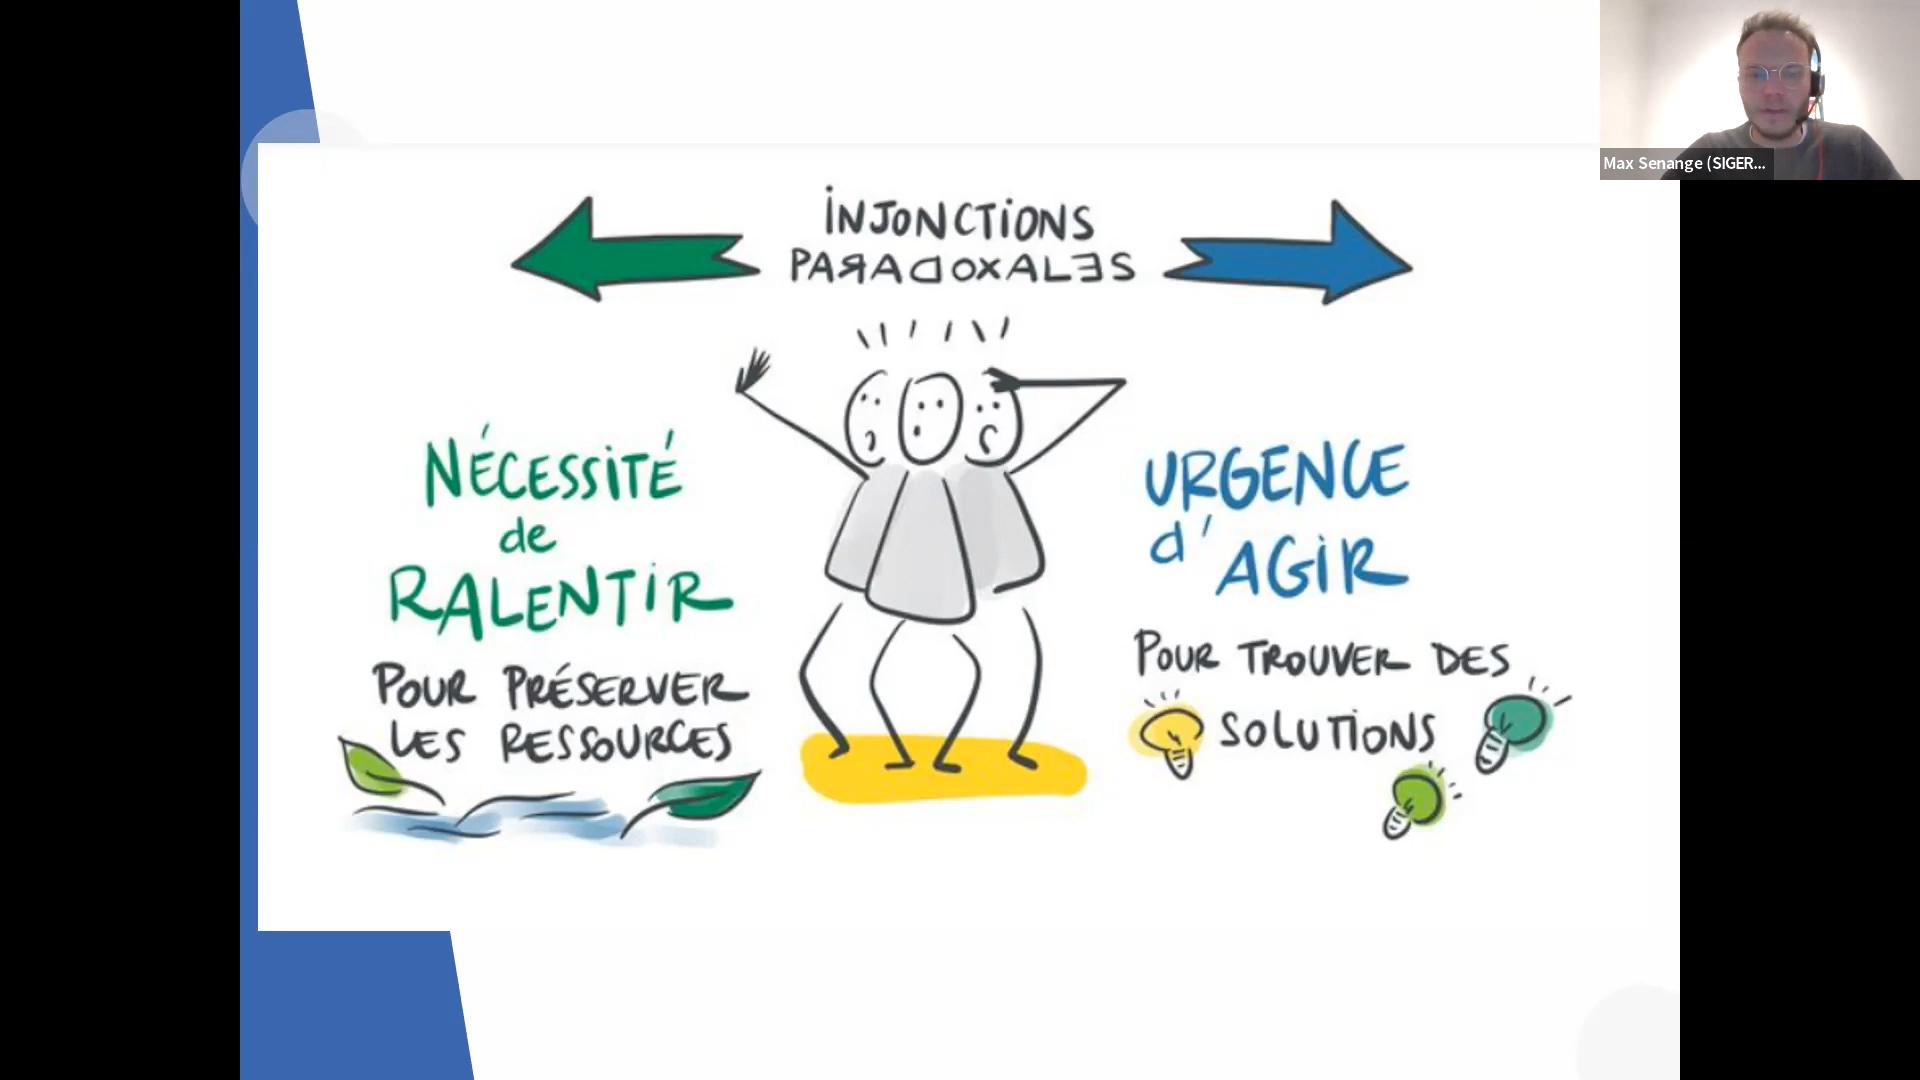 INJONCTIONS
PARADOXALES
NÉCESSITÉ
de
RALENTIR
POUR PRÉSERVER
LES RESSOURCES
URGENCE
d'AGIR
POUR TROUVER DES
SOLUTIONS
Max Senange (SIGER...